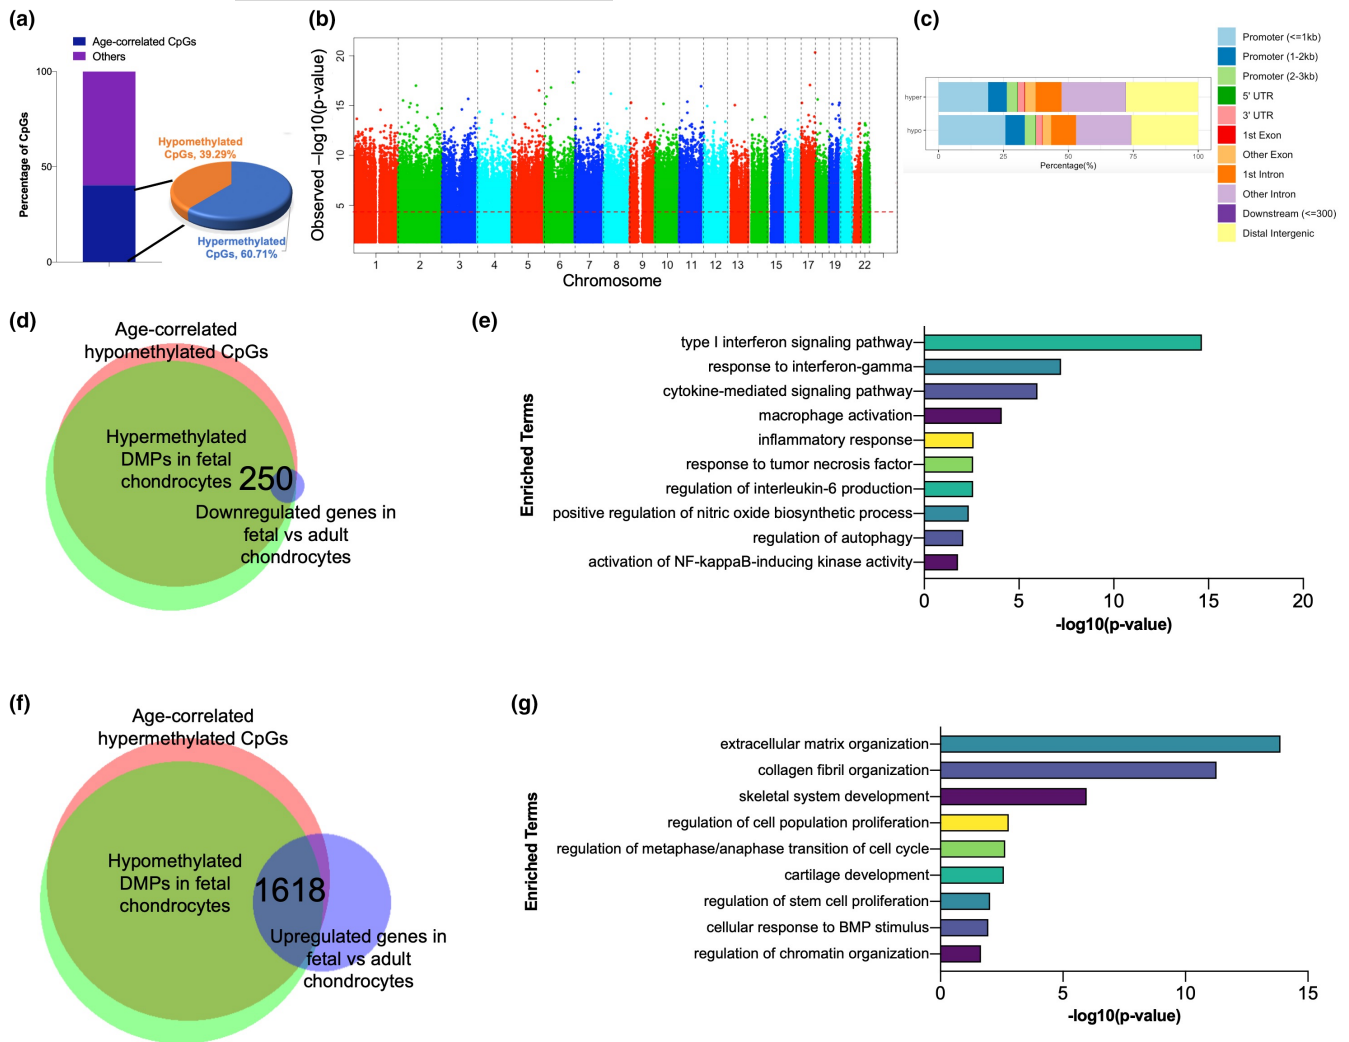 (a)
Age-correlated CpGs
Others
Percentage of CpGs
100
50
0
Hypomethylated
CpGs, 39.29%
Hypermethylated
CpGs, 60.71%
(b)
Observed –log10(p-value)
20
15
10
5
1 2 3 4 5 6 7 8 9 10 11 12 13 15 17 19 22
Chromosome
(c)
hyper
hypo
0 25 50 75 100
Percentage(%)
Promoter (<=1kb)
Promoter (1-2kb)
Promoter (2-3kb)
5' UTR
3' UTR
1st Exon
Other Exon
1st Intron
Other Intron
Downstream (<=300)
Distal Intergenic
(d)
Age-correlated
hypomethylated CpGs
Hypermethylated
DMPs in fetal
chondrocytes
250
Downregulated genes in
fetal vs adult
chondrocytes
(e)
Enriched Terms
type I interferon signaling pathway
response to interferon-gamma
cytokine-mediated signaling pathway
macrophage activation
inflammatory response
response to tumor necrosis factor
regulation of interleukin-6 production
positive regulation of nitric oxide biosynthetic process
regulation of autophagy
activation of NF-kappaB-inducing kinase activity
0 5 10 15 20
-log10(p-value)
(f)
Age-correlated
hypermethylated CpGs
Hypomethylated
DMPs in fetal
chondrocytes
1618
Upregulated genes in
fetal vs adult
chondrocytes
(g)
Enriched Terms
extracellular matrix organization
collagen fibril organization
skeletal system development
regulation of cell population proliferation
regulation of metaphase/anaphase transition of cell cycle
cartilage development
regulation of stem cell proliferation
cellular response to BMP stimulus
regulation of chromatin organization
0 5 10 15
-log10(p-value)